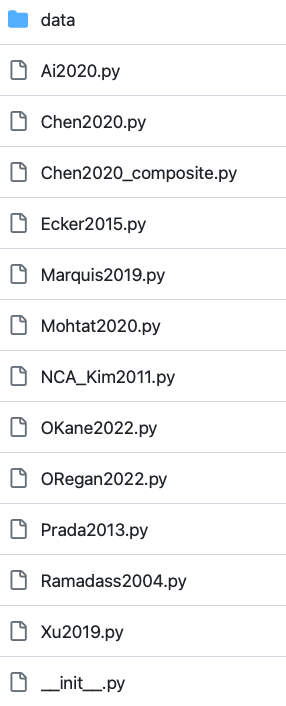 data
Ai2020.py
Chen2020.py
Chen2020_composite.py
Ecker2015.py
Marquis2019.py
Mohtat2020.py
NCA_Kim2011.py
OKane2022.py
ORegan2022.py
Prada2013.py
Ramadass2004.py
Xu2019.py
__init__.py